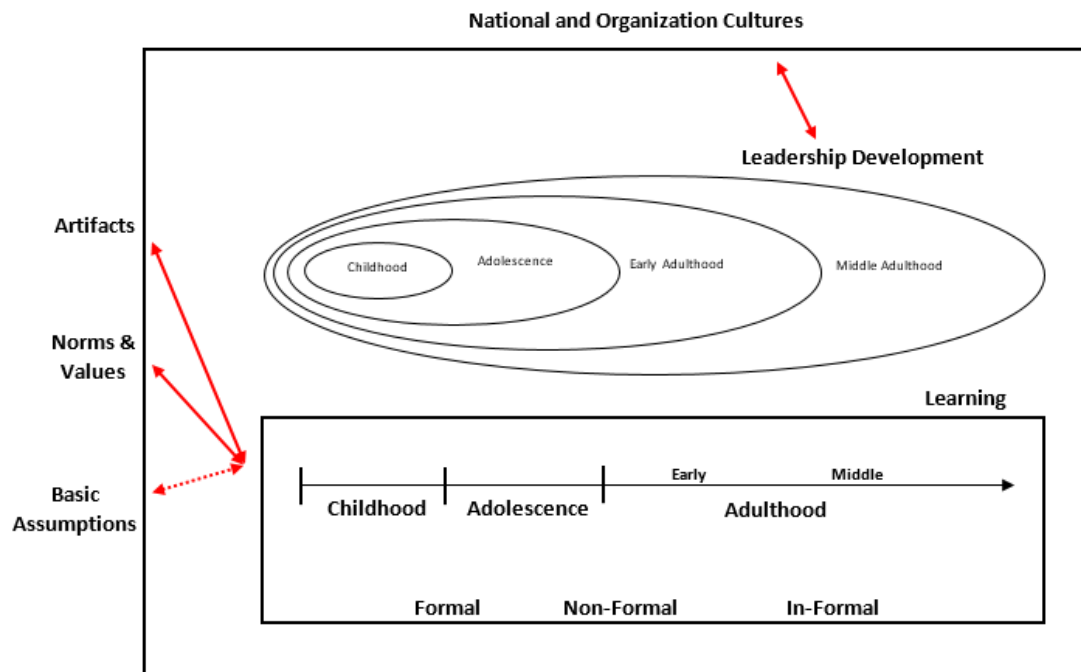 National and Organization Cultures
Leadership Development
Artifacts
Childhood
Adolescence
Early Adulthood
Middle Adulthood
Norms &
Values
Learning
Basic
Assumptions
Early
Middle
Childhood
Adolescence
Adulthood
Formal
Non-Formal
In-Formal